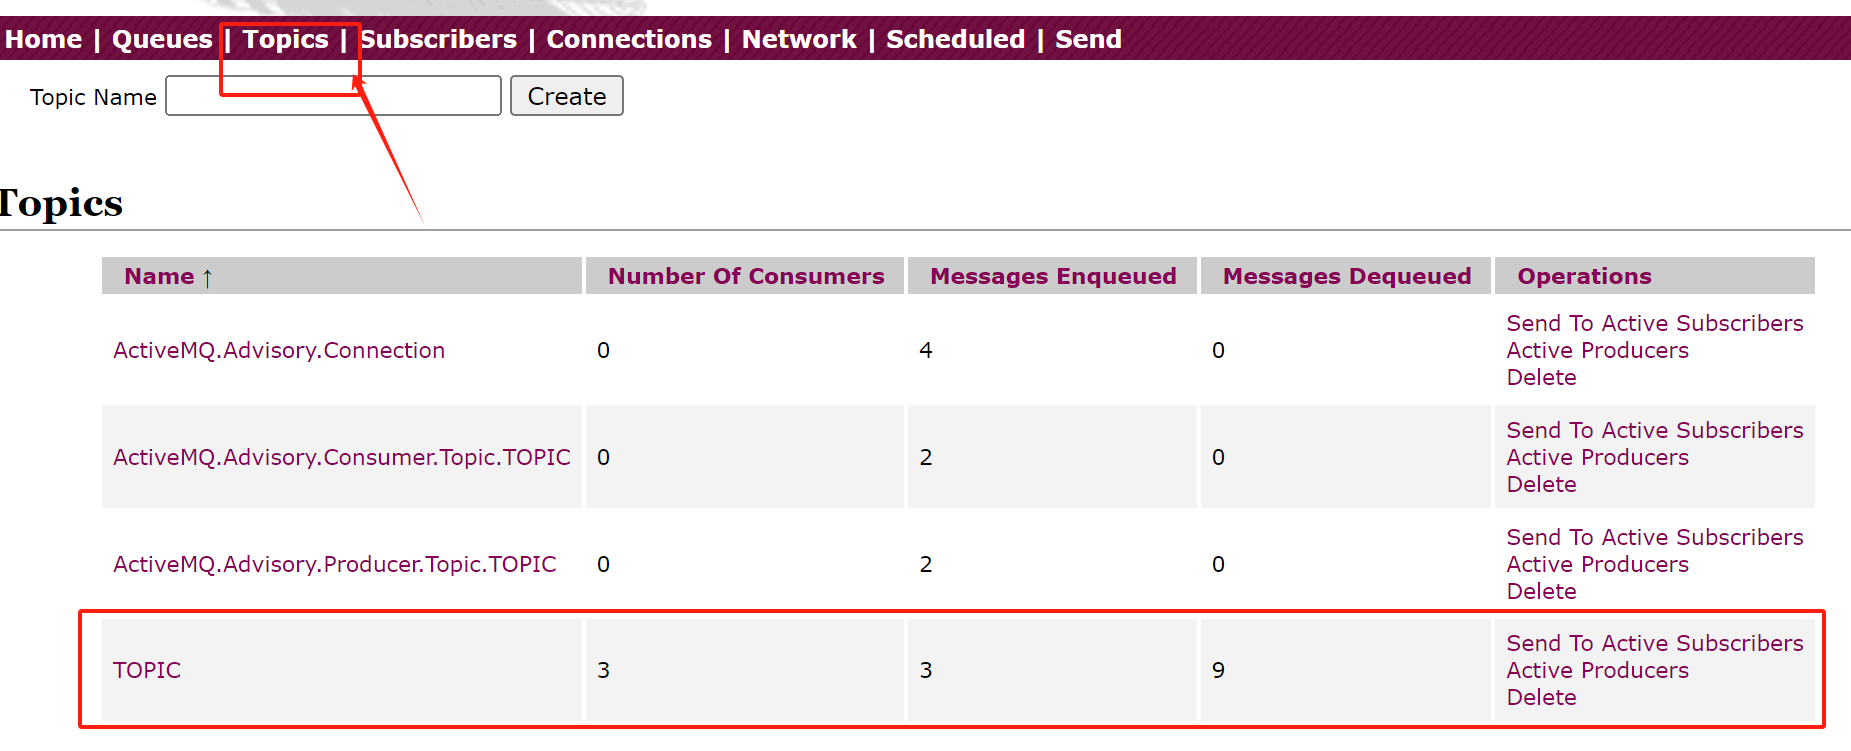 Home | Queues | Topics | Subscribers | Connections | Network | Scheduled | Send
Topic Name Create
Topics
Name ↑ Number Of Consumers Messages Enqueued Messages Dequeued Operations
ActiveMQ.Advisory.Connection 0 4 0 Send To Active Subscribers
Active Producers
Delete
ActiveMQ.Advisory.Consumer.Topic.TOPIC 0 2 0 Send To Active Subscribers
Active Producers
Delete
ActiveMQ.Advisory.Producer.Topic.TOPIC 0 2 0 Send To Active Subscribers
Active Producers
Delete
TOPIC 3 3 9 Send To Active Subscribers
Active Producers
Delete